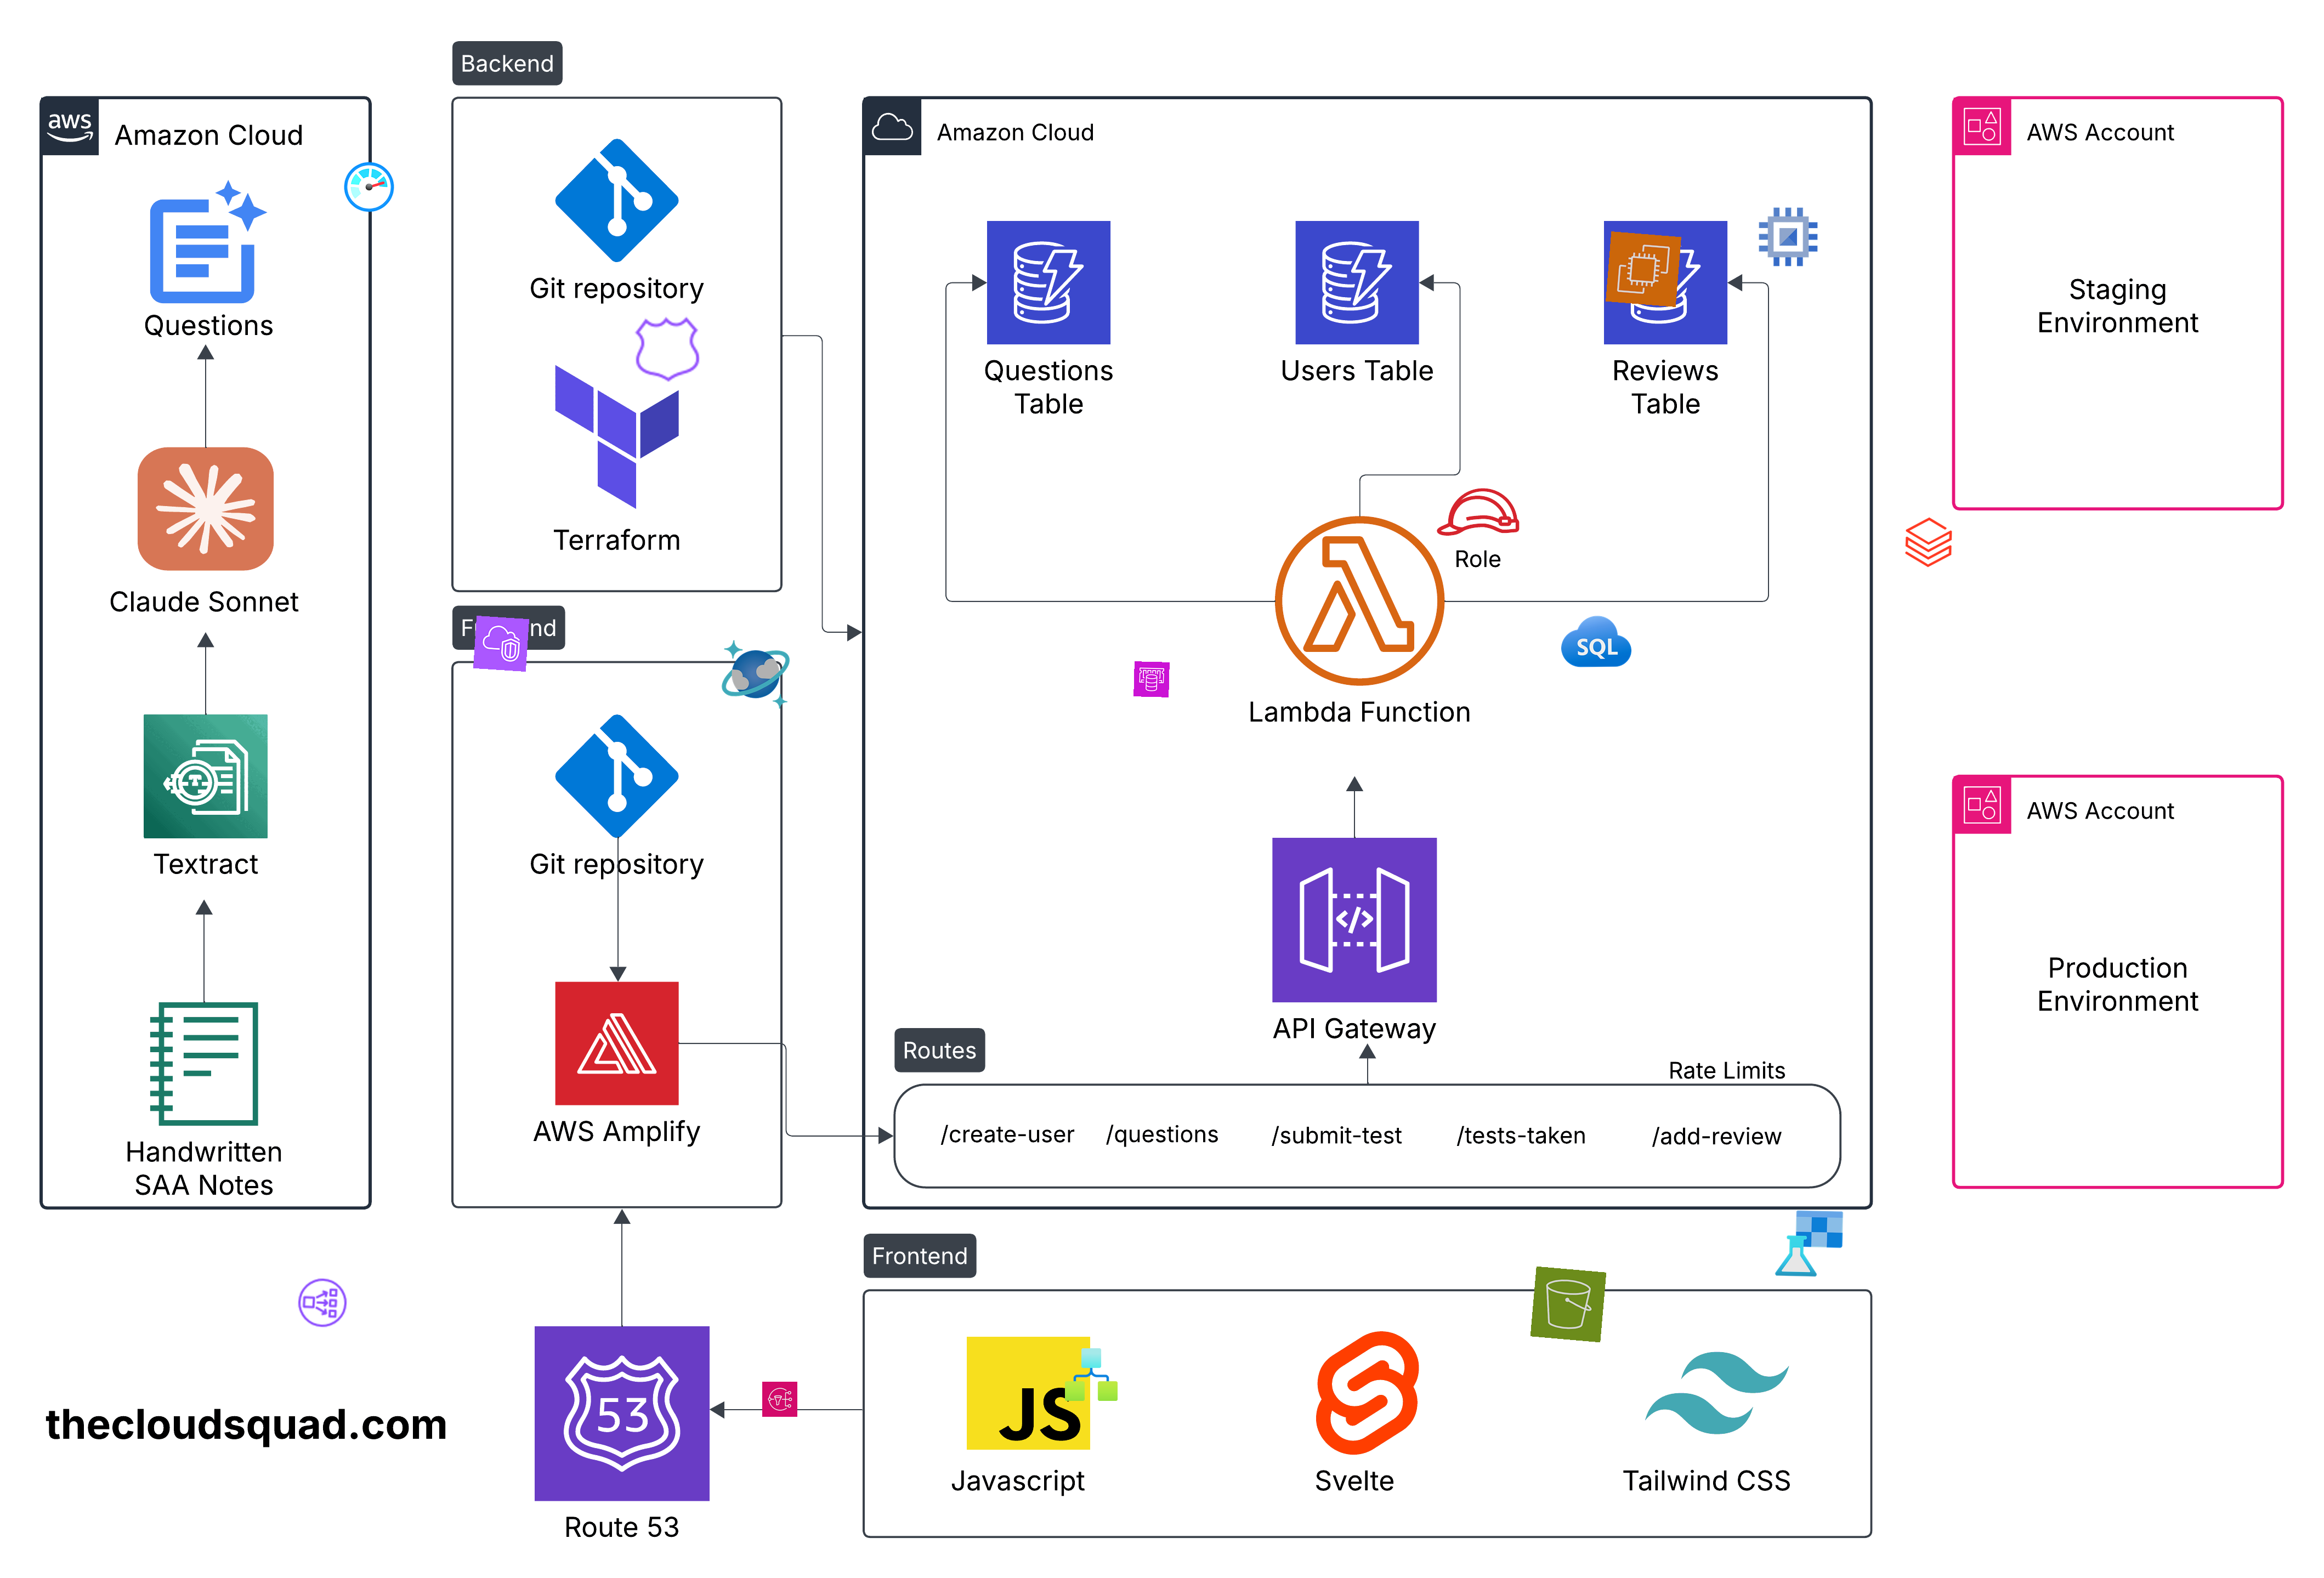 Backend
aws
Amazon Cloud
Questions
Claude Sonnet
Textract
Handwritten
SAA Notes
Git repository
Terraform
Git repository
AWS Amplify
Amazon Cloud
Questions
Table
Users Table
Reviews
Table
Role
SQL
Lambda Function
API Gateway
Routes
Rate Limits
/create-user
/questions
/submit-test
/tests-taken
/add-review
AWS Account
Staging
Environment
AWS Account
Production
Environment
thecloudsquad.com
53
Route 53
Frontend
JS
Javascript
Svelte
Tailwind CSS